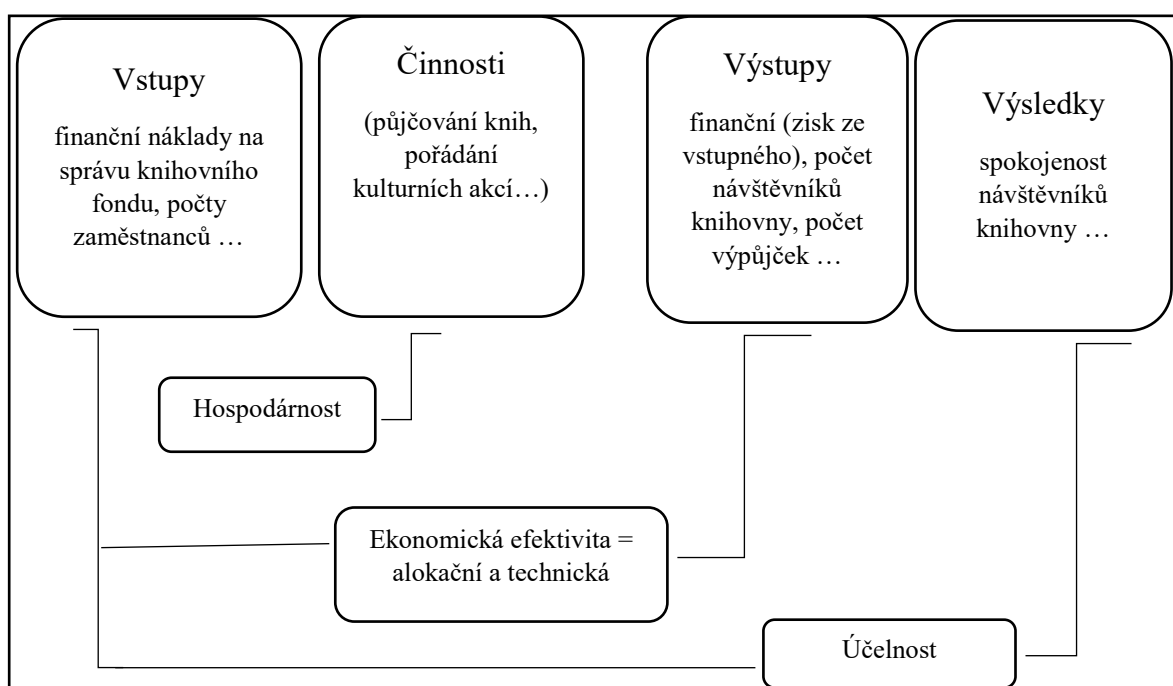 Vstupy
finanční náklady na
správu knihovního
fondu, počty
zaměstnanců …
Činnosti
(půjčování knih,
pořádání
kulturních akcí…)
Výstupy
finanční (zisk ze
vstupného), počet
návštěvníků
knihovny, počet
výpůjček …
Výsledky
spokojenost
návštěvníků
knihovny …
Hospodárnost
Ekonomická efektivita =
alokační a technická
Účelnost